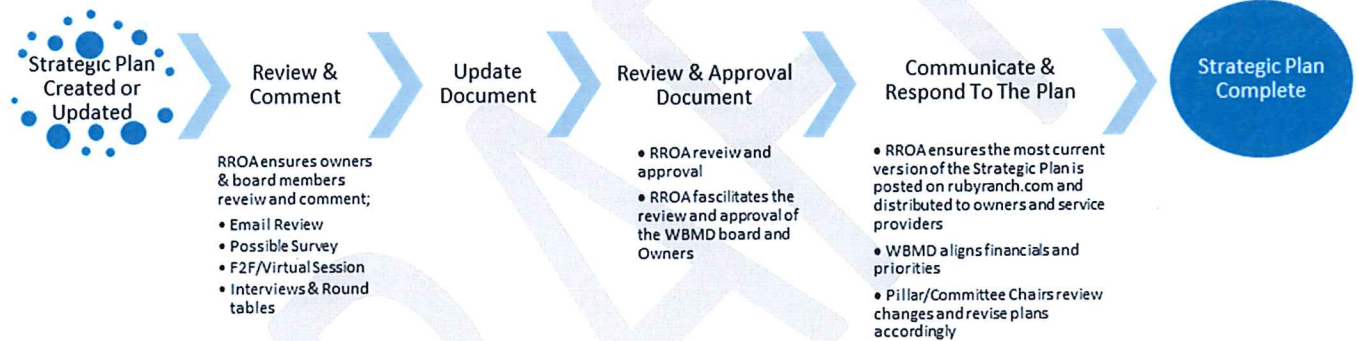 Strategic Plan
Created or
Updated
Review &
Comment
RROA ensures owners
& board members
reveiw and comment;
• Email Review
• Possible Survey
• F2F/Virtual Session
• Interviews & Round
tables
Update
Document
Review & Approval
Document
• RROA reveiw and
approval
• RROA fascilitates the
review and approval of
the WBMD board and
Owners
Communicate &
Respond To The Plan
• RROA ensures the most current
version of the Strategic Plan is
posted on rubyranch.com and
distributed to owners and service
providers
• WBMD aligns financials and
priorities
• Pillar/Committee Chairs review
changes and revise plans
accordingly
Strategic Plan
Complete
DRAFT